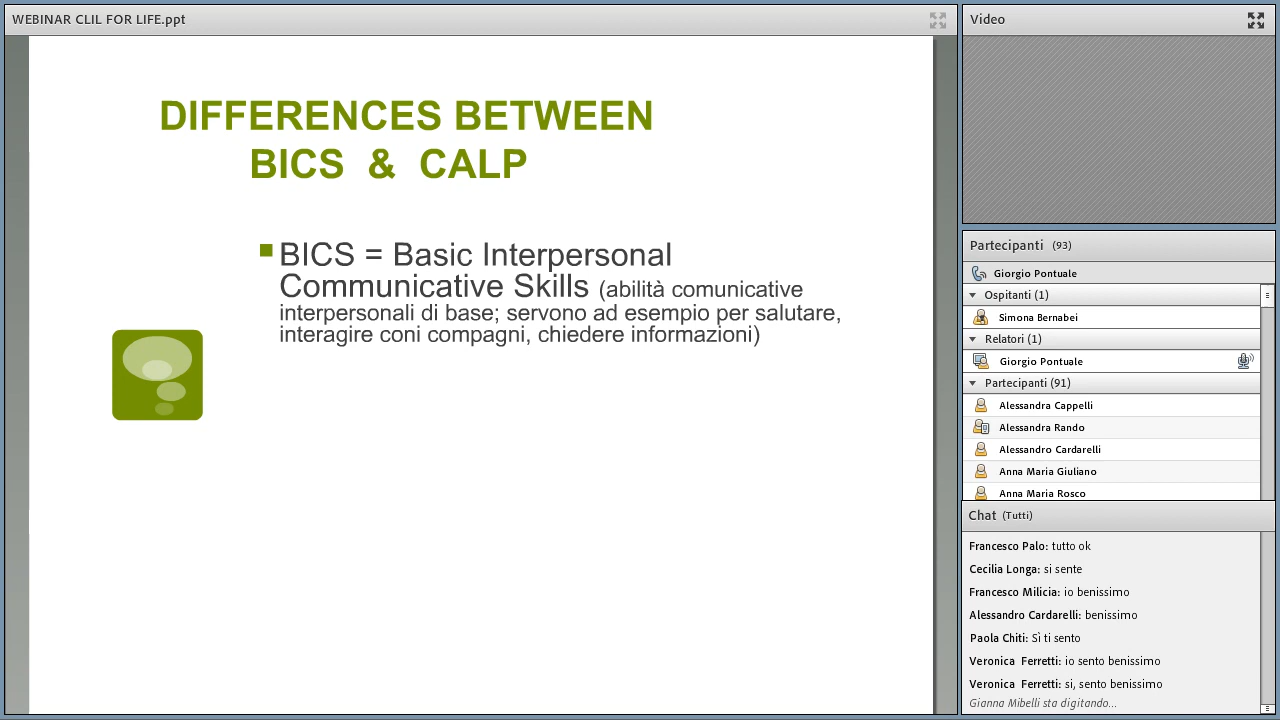 WEBINAR CLIL FOR LIFE.ppt
DIFFERENCES BETWEEN
BICS & CALP
BICS = Basic Interpersonal
Communicative Skills (abilità comunicative
interpersonali di base; servono ad esempio per salutare,
interagire coni compagni, chiedere informazioni)
Video
Partecipanti (93)
Giorgio Pontuale
Ospitanti (1)
Simona Bernabei
Relatori (1)
Giorgio Pontuale
Partecipanti (91)
Alessandra Cappelli
Alessandra Rando
Alessandro Cardarelli
Anna Maria Giuliano
Anna Maria Rosco
Chat (Tutti)
Francesco Palo: tutto ok
Cecilia Longa: si sente
Francesco Milicia: io benissimo
Alessandro Cardarelli: benissimo
Paola Chiti: Sì ti sento
Veronica Ferretti: io sento benissimo
Veronica Ferretti: si, sento benissimo
Gianna Mibelli sta digitando...